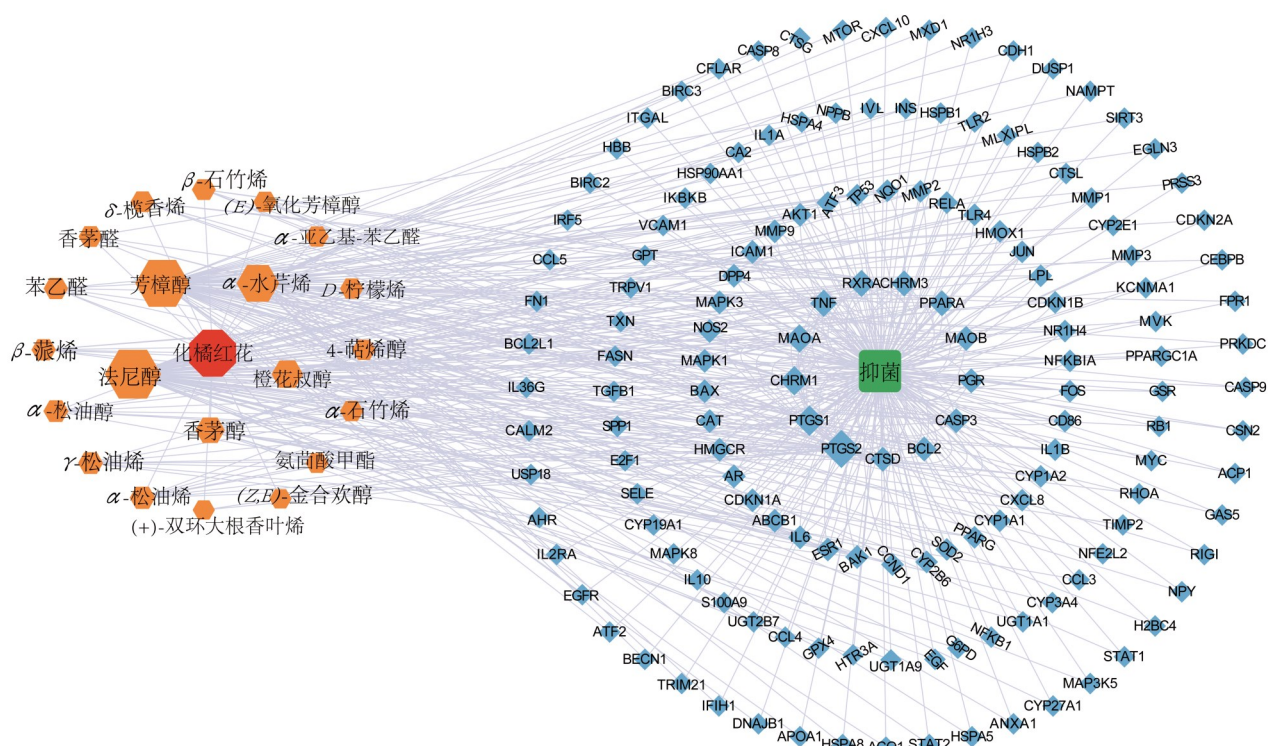 β-石竹烯
δ-榄香烯
(E)-氧化芳樟醇
香茅醛
α-亚乙基-苯乙醛
苯乙醛
芳樟醇
α-水芹烯
D-柠檬烯
β-蒎烯
化橘红花
4-萜烯醇
法尼醇
橙花叔醇
α-松油醇
α-石竹烯
香茅醇
γ-松油烯
氨茴酸甲酯
α-松油烯
(Z,E)-金合欢醇
(+)-双环大根香叶烯
抑菌
CTSG
MTOR
CXCL10
MXD1
NR1H3
CASP8
CDH1
CFLAR
DUSP1
BIRC3
NAMPT
ITGAL
SIRT3
HBB
EGLN3
BIRC2
PRSS3
IRF5
CDKN2A
CCL5
CEBPB
FN1
FPR1
BCL2L1
PRKDC
IL36G
CASP9
CALM2
CSN2
USP18
ACP1
AHR
GAS5
IL2RA
RIGI
EGFR
NPY
ATF2
H2BC4
BECN1
STAT1
TRIM21
MAP3K5
IFIH1
CYP27A1
DNAJB1
ANXA1
APOA1
HSPA5
HSPA8
STAT2
IL1A
HSPA4
NPPB
IVL
INS
HSPB1
TLR2
MLXIPL
HSPB2
CA2
HSP90AA1
CTSL
IKBKB
MMP1
VCAM1
CYP2E1
GPT
MMP3
TRPV1
KCNMA1
TXN
MVK
FASN
PPARGC1A
TGFB1
GSR
SPP1
RB1
E2F1
MYC
SELE
RHOA
CYP19A1
TIMP2
MAPK8
NFE2L2
IL10
CCL3
S100A9
CYP3A4
UGT2B7
UGT1A1
CCL4
NFKB1
GPX4
G6PD
HTR3A
UGT1A9
EGF
ATF3
TP53
NQO1
MMP2
RELA
AKT1
TLR4
MMP9
HMOX1
ICAM1
JUN
DPP4
LPL
MAPK3
CDKN1B
NOS2
NR1H4
MAPK1
NFKBIA
BAX
FOS
CAT
CD86
HMGCR
IL1B
AR
CYP1A2
CDKN1A
CXCL8
ABCB1
CYP1A1
IL6
PPARG
ESR1
SOD2
BAK1
CCND1
CYP2B6
RXRA
CHRM3
TNF
PPARA
MAOA
MAOB
CHRM1
PGR
PTGS1
CASP3
PTGS2
CTSD
BCL2